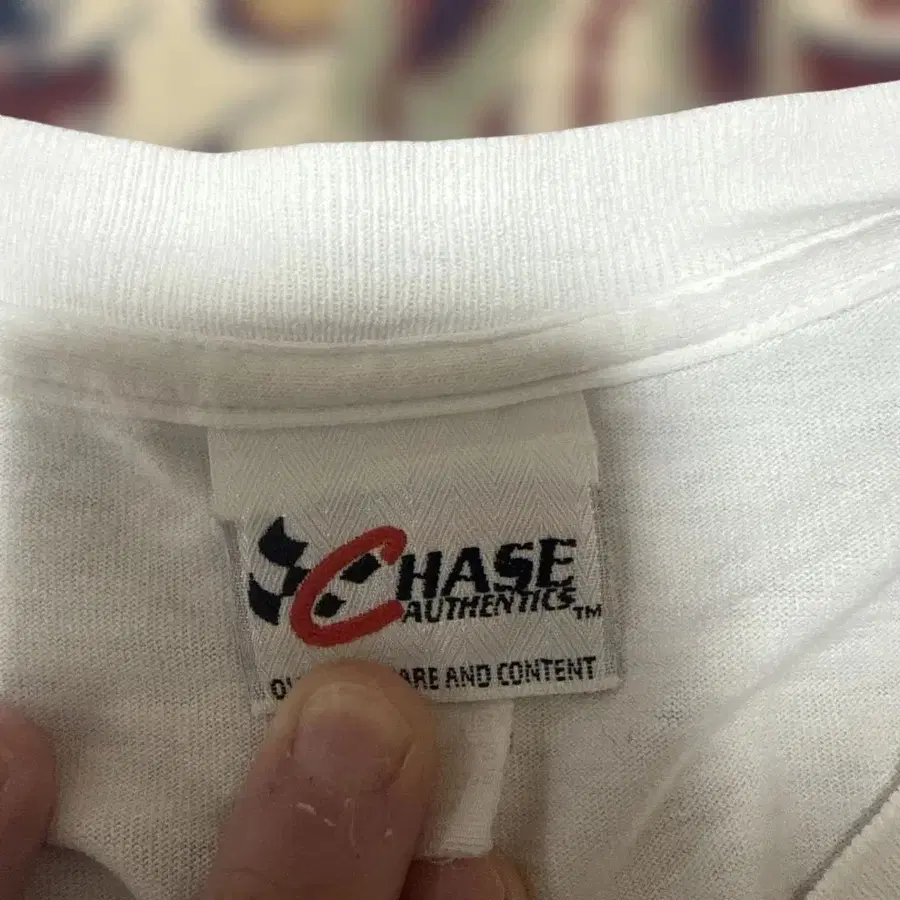 CHASE
AUTHENTICS™
ARE AND CONTENT